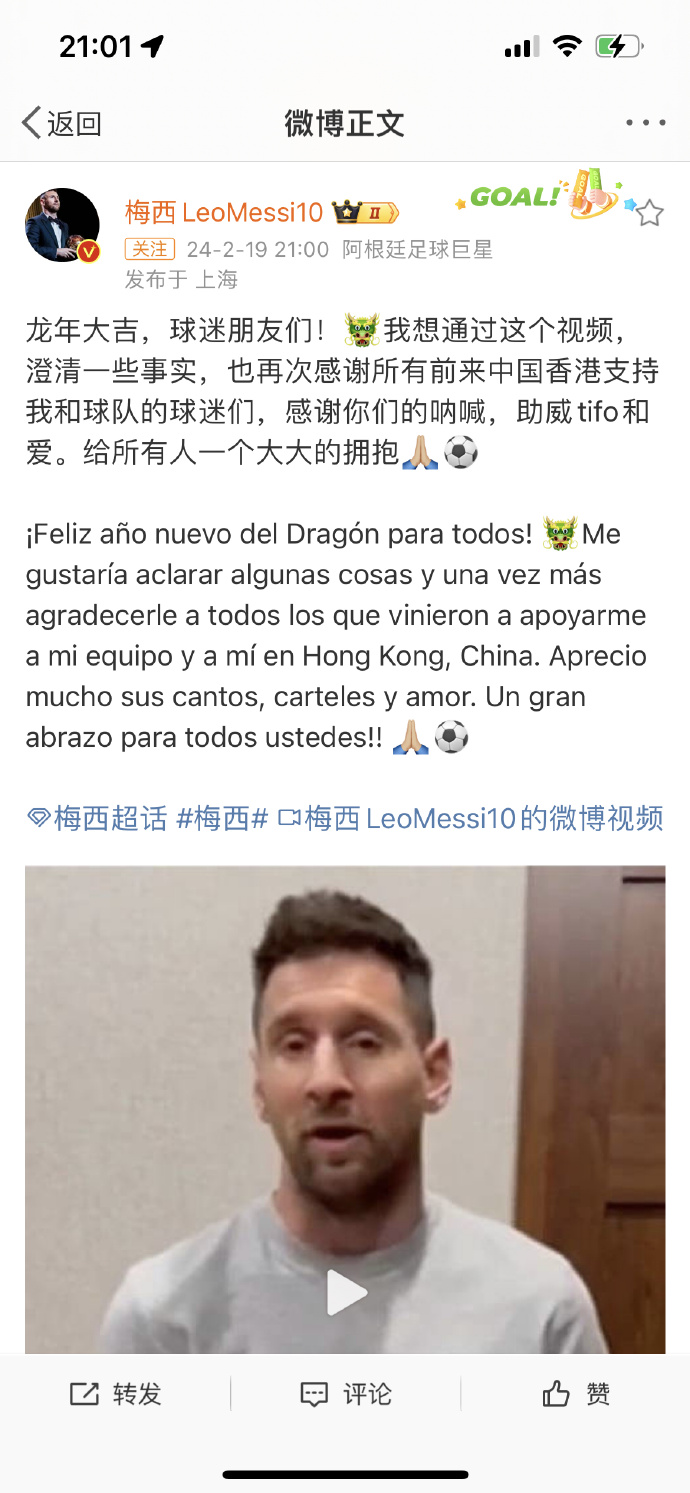 21:01
返回
微博正文
梅西 LeoMessi10 II
GOAL!
关注 24-2-19 21:00 阿根廷足球巨星
发布于 上海
龙年大吉，球迷朋友们！🐲我想通过这个视频，
澄清一些事实，也再次感谢所有前来中国香港支持
我和球队的球迷们，感谢你们的呐喊，助威tifo和
爱。给所有人一个大大的拥抱🙏🏼⚽
¡Feliz año nuevo del Dragón para todos! 🐲Me
gustaría aclarar algunas cosas y una vez más
agradecerle a todos los que vinieron a apoyarme
a mi equipo y a mí en Hong Kong, China. Aprecio
mucho sus cantos, carteles y amor. Un gran
abrazo para todos ustedes!! 🙏🏼⚽
梅西超话 #梅西# 梅西LeoMessi10的微博视频
转发 评论 赞